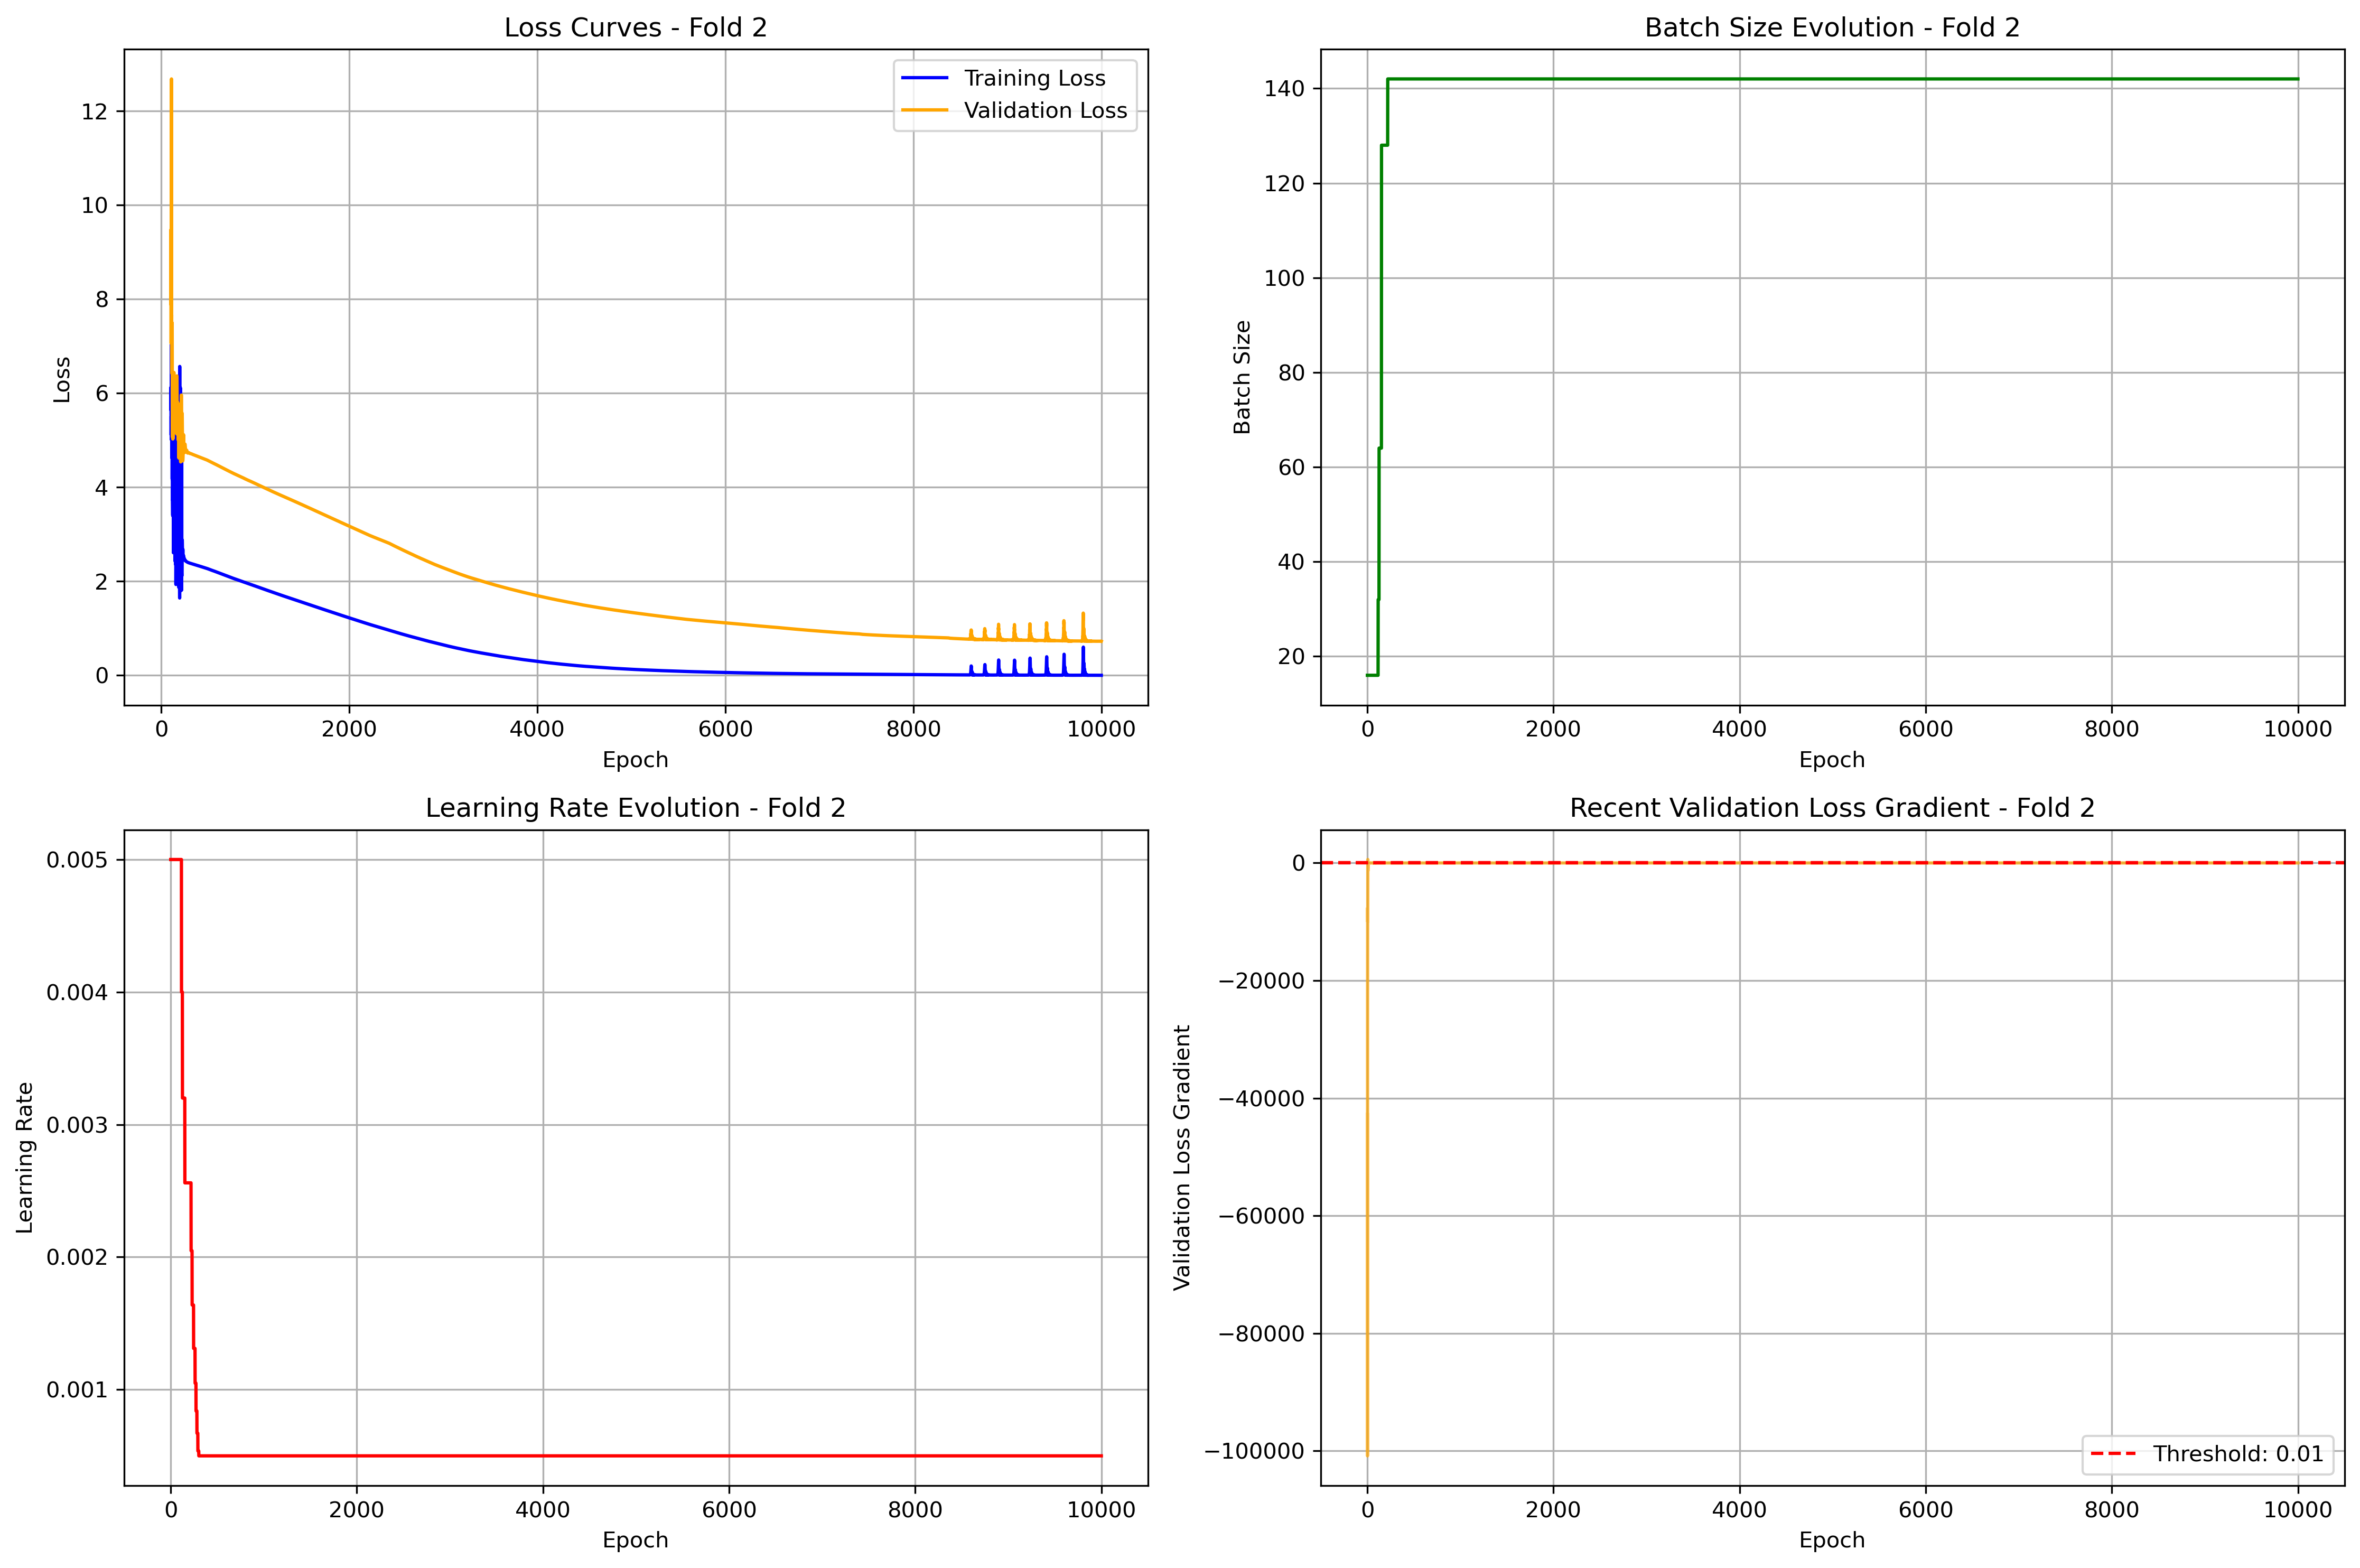 Loss Curves - Fold 2
Training Loss
Validation Loss
12
10
8
6
4
2
0
Loss
0 2000 4000 6000 8000 10000
Epoch
Batch Size Evolution - Fold 2
140
120
100
80
60
40
20
Batch Size
0 2000 4000 6000 8000 10000
Epoch
Learning Rate Evolution - Fold 2
0.005
0.004
0.003
0.002
0.001
Learning Rate
0 2000 4000 6000 8000 10000
Epoch
Recent Validation Loss Gradient - Fold 2
0
−20000
−40000
−60000
−80000
−100000
Validation Loss Gradient
Threshold: 0.01
0 2000 4000 6000 8000 10000
Epoch